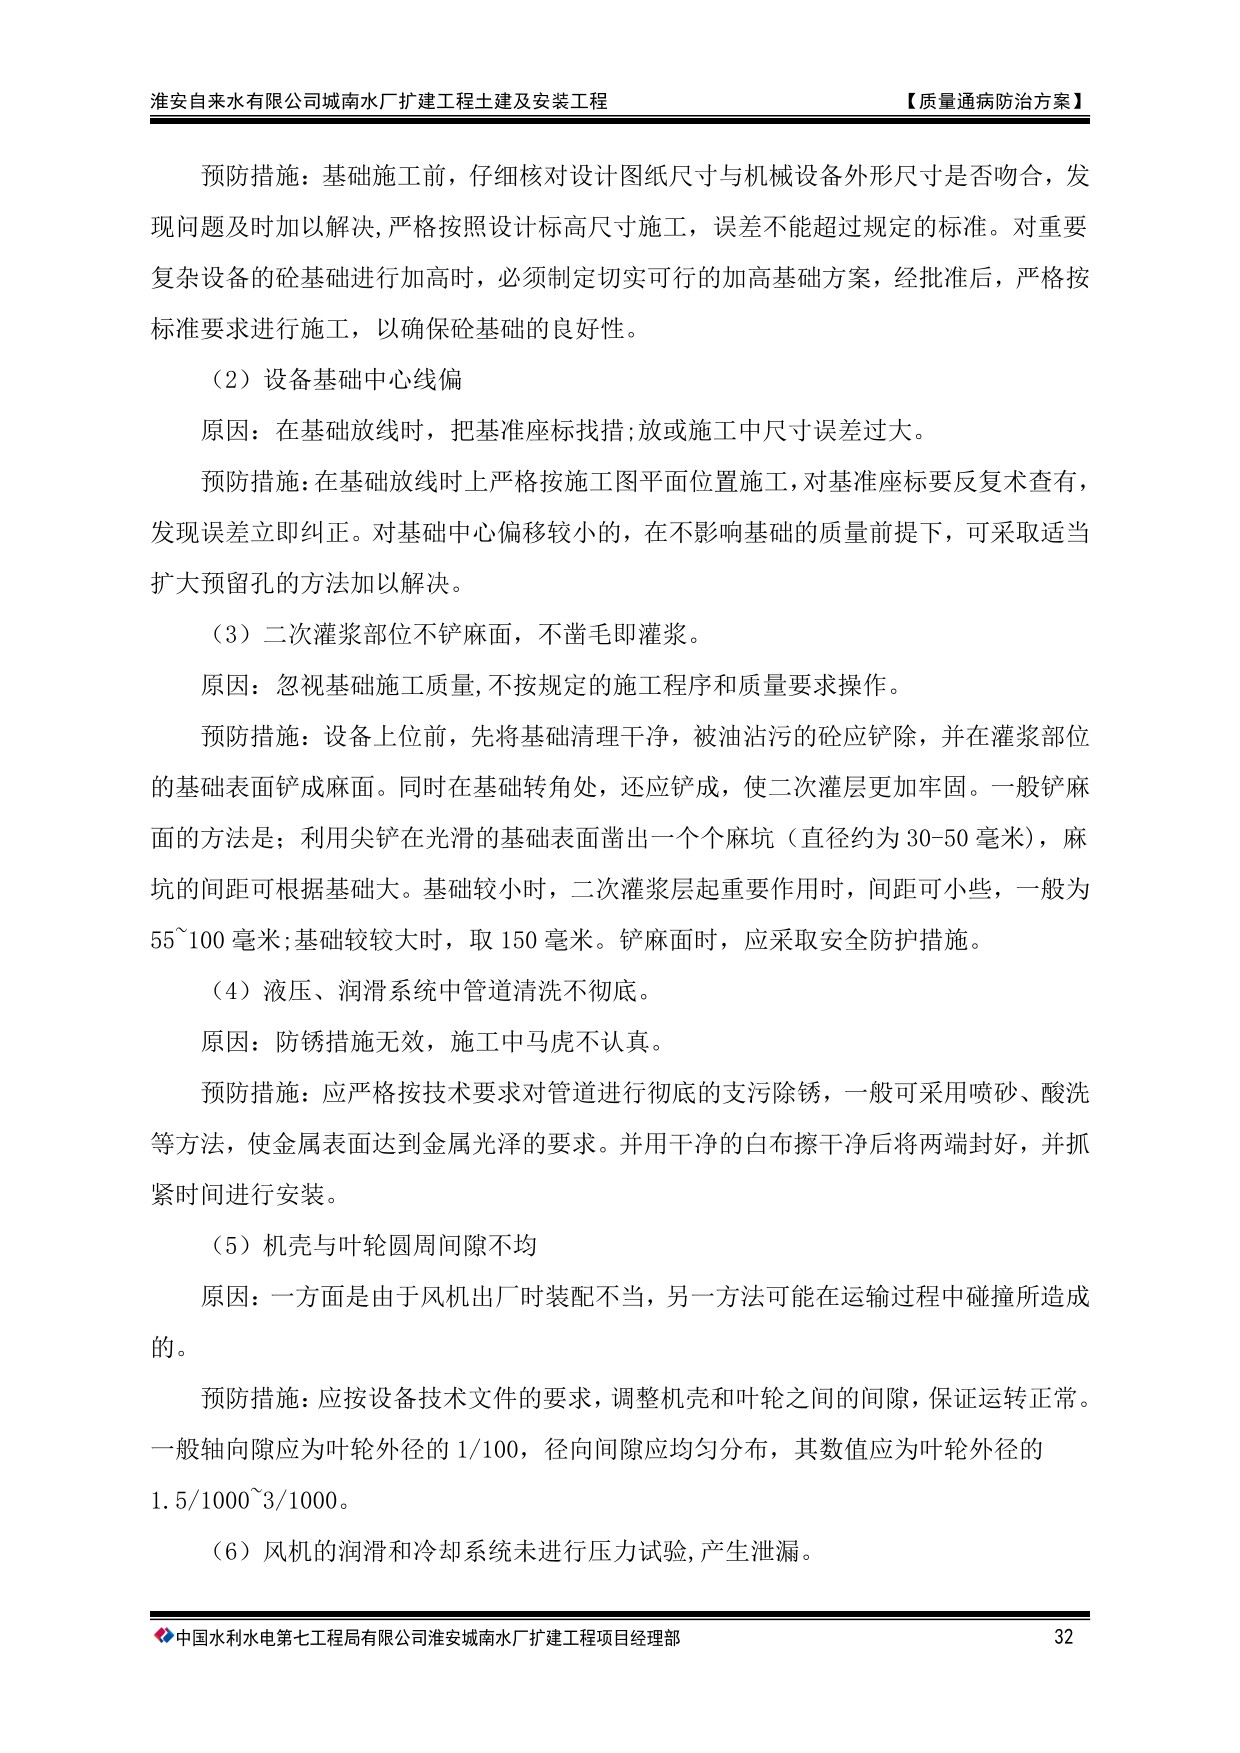 淮安自来水有限公司城南水厂扩建工程土建及安装工程 【质量通病防治方案】
预防措施：基础施工前，仔细核对设计图纸尺寸与机械设备外形尺寸是否吻合，发
现问题及时加以解决,严格按照设计标高尺寸施工，误差不能超过规定的标准。对重要
复杂设备的砼基础进行加高时，必须制定切实可行的加高基础方案，经批准后，严格按
标准要求进行施工，以确保砼基础的良好性。
（2）设备基础中心线偏
原因：在基础放线时，把基准座标找措;放或施工中尺寸误差过大。
预防措施：在基础放线时上严格按施工图平面位置施工，对基准座标要反复术查有，
发现误差立即纠正。对基础中心偏移较小的，在不影响基础的质量前提下，可采取适当
扩大预留孔的方法加以解决。
（3）二次灌浆部位不铲麻面，不凿毛即灌浆。
原因：忽视基础施工质量,不按规定的施工程序和质量要求操作。
预防措施：设备上位前，先将基础清理干净，被油沾污的砼应铲除，并在灌浆部位
的基础表面铲成麻面。同时在基础转角处，还应铲成，使二次灌层更加牢固。一般铲麻
面的方法是；利用尖铲在光滑的基础表面凿出一个个麻坑（直径约为 30-50 毫米），麻
坑的间距可根据基础大。基础较小时，二次灌浆层起重要作用时，间距可小些，一般为
55~100 毫米;基础较较大时，取 150 毫米。铲麻面时，应采取安全防护措施。
（4）液压、润滑系统中管道清洗不彻底。
原因：防锈措施无效，施工中马虎不认真。
预防措施：应严格按技术要求对管道进行彻底的支污除锈，一般可采用喷砂、酸洗
等方法，使金属表面达到金属光泽的要求。并用干净的白布擦干净后将两端封好，并抓
紧时间进行安装。
（5）机壳与叶轮圆周间隙不均
原因：一方面是由于风机出厂时装配不当，另一方法可能在运输过程中碰撞所造成
的。
预防措施：应按设备技术文件的要求，调整机壳和叶轮之间的间隙，保证运转正常。
一般轴向隙应为叶轮外径的 1/100，径向间隙应均匀分布，其数值应为叶轮外径的
1.5/1000~3/1000。
（6）风机的润滑和冷却系统未进行压力试验,产生泄漏。
中国水利水电第七工程局有限公司淮安城南水厂扩建工程项目经理部 32